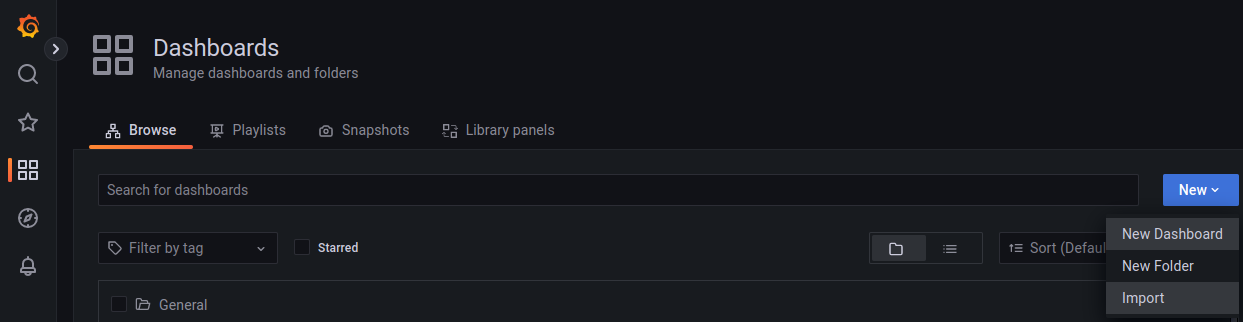 Dashboards
Manage dashboards and folders
Browse Playlists Snapshots Library panels
Search for dashboards New
Filter by tag Starred Sort (Defaul
New Dashboard
New Folder
General Import